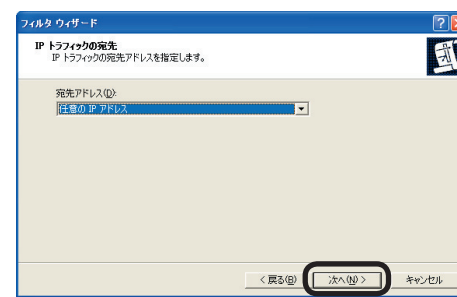 フィルタ ウィザード
IP トラフィックの宛先
IP トラフィックの宛先アドレスを指定します。
宛先アドレス(D):
任意の IP アドレス
< 戻る(B)
次へ(N) >
キャンセル